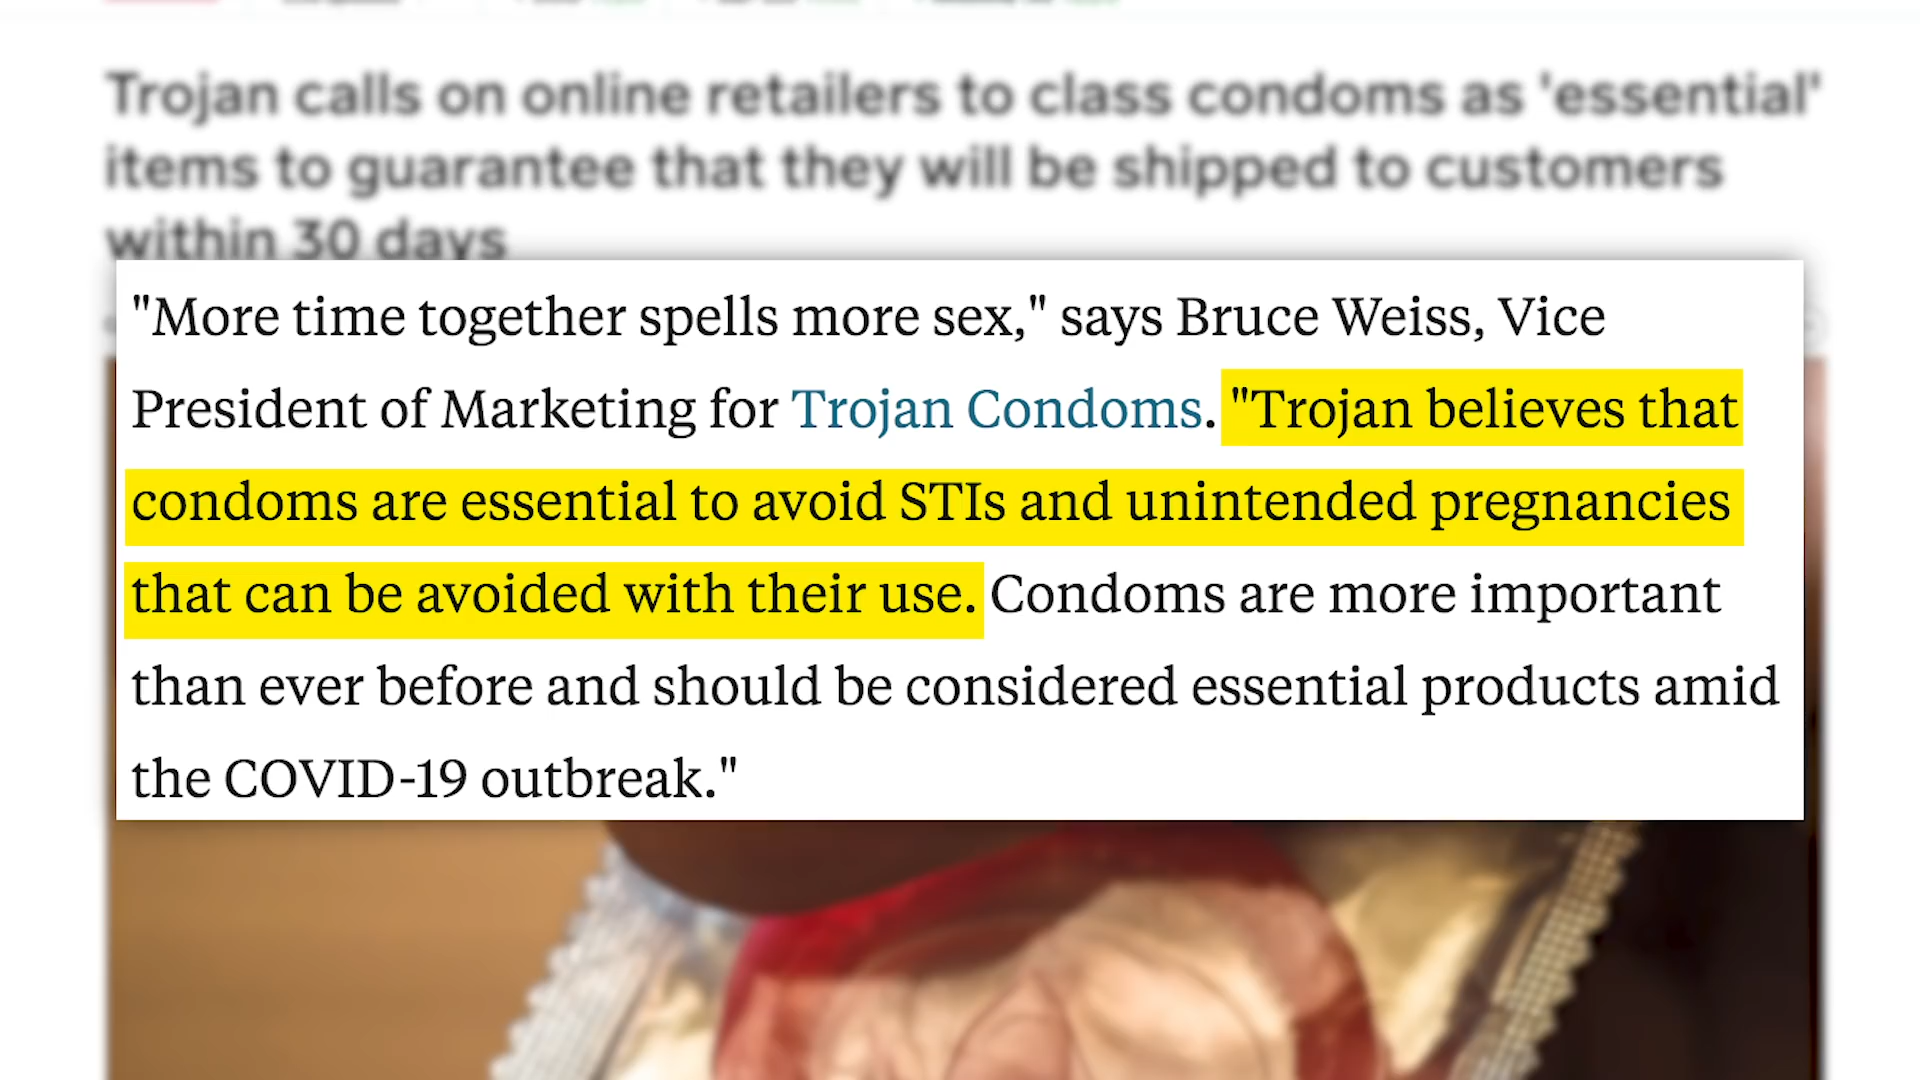 Trojan calls on online retailers to class condoms as 'essential'
items to guarantee that they will be shipped to customers
within 30 days
"More time together spells more sex," says Bruce Weiss, Vice
President of Marketing for Trojan Condoms. "Trojan believes that
condoms are essential to avoid STIs and unintended pregnancies
that can be avoided with their use. Condoms are more important
than ever before and should be considered essential products amid
the COVID-19 outbreak."